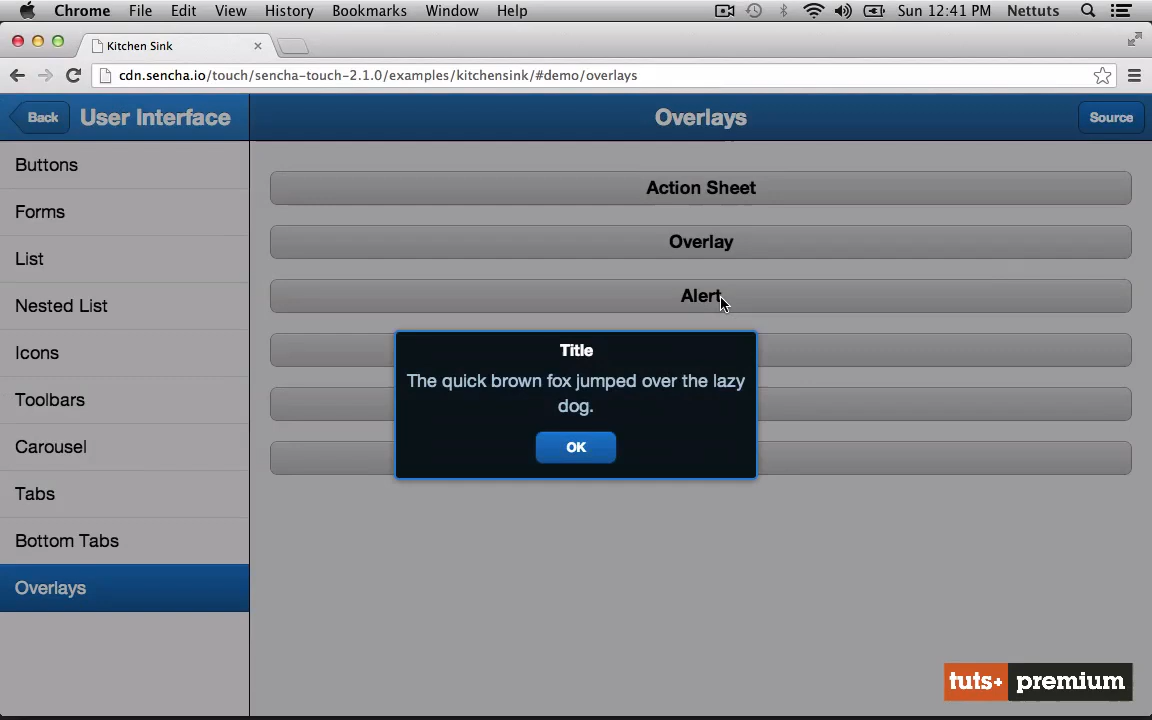 Chrome File Edit View History Bookmarks Window Help Sun 12:41 PM Nettuts
Kitchen Sink
cdn.sencha.io/touch/sencha-touch-2.1.0/examples/kitchensink/#demo/overlays
Back User Interface Overlays Source
Buttons
Forms
List
Nested List
Icons
Toolbars
Carousel
Tabs
Bottom Tabs
Overlays
Action Sheet
Overlay
Alert
Title
The quick brown fox jumped over the lazy
dog.
OK
tuts+ premium